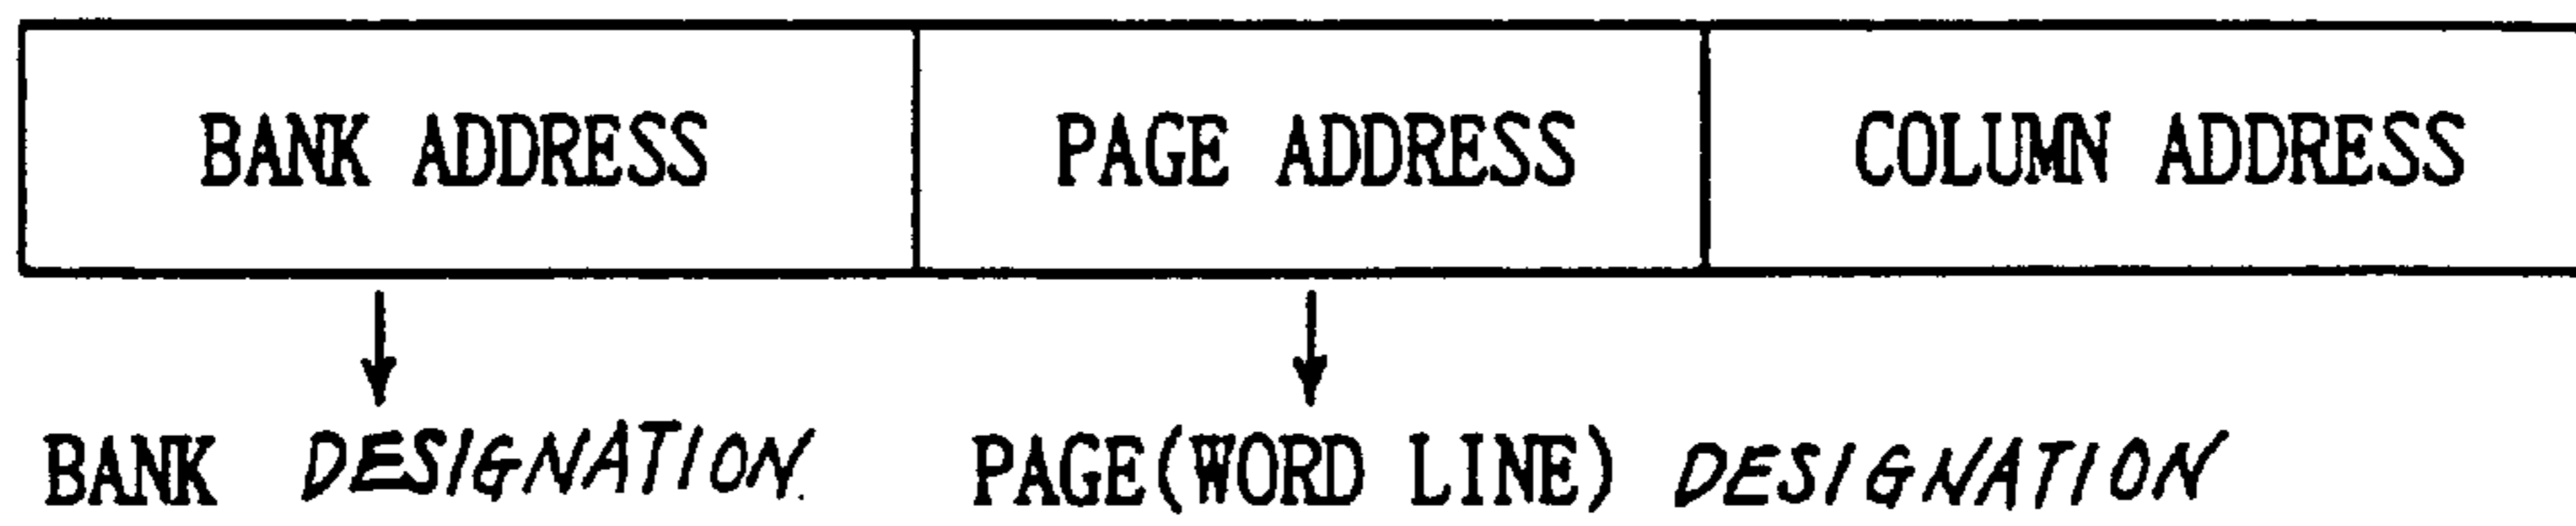 BANK ADDRESS PAGE ADDRESS COLUMN ADDRESS
BANK DESIGNATION. PAGE(WORD LINE) DESIGNATION